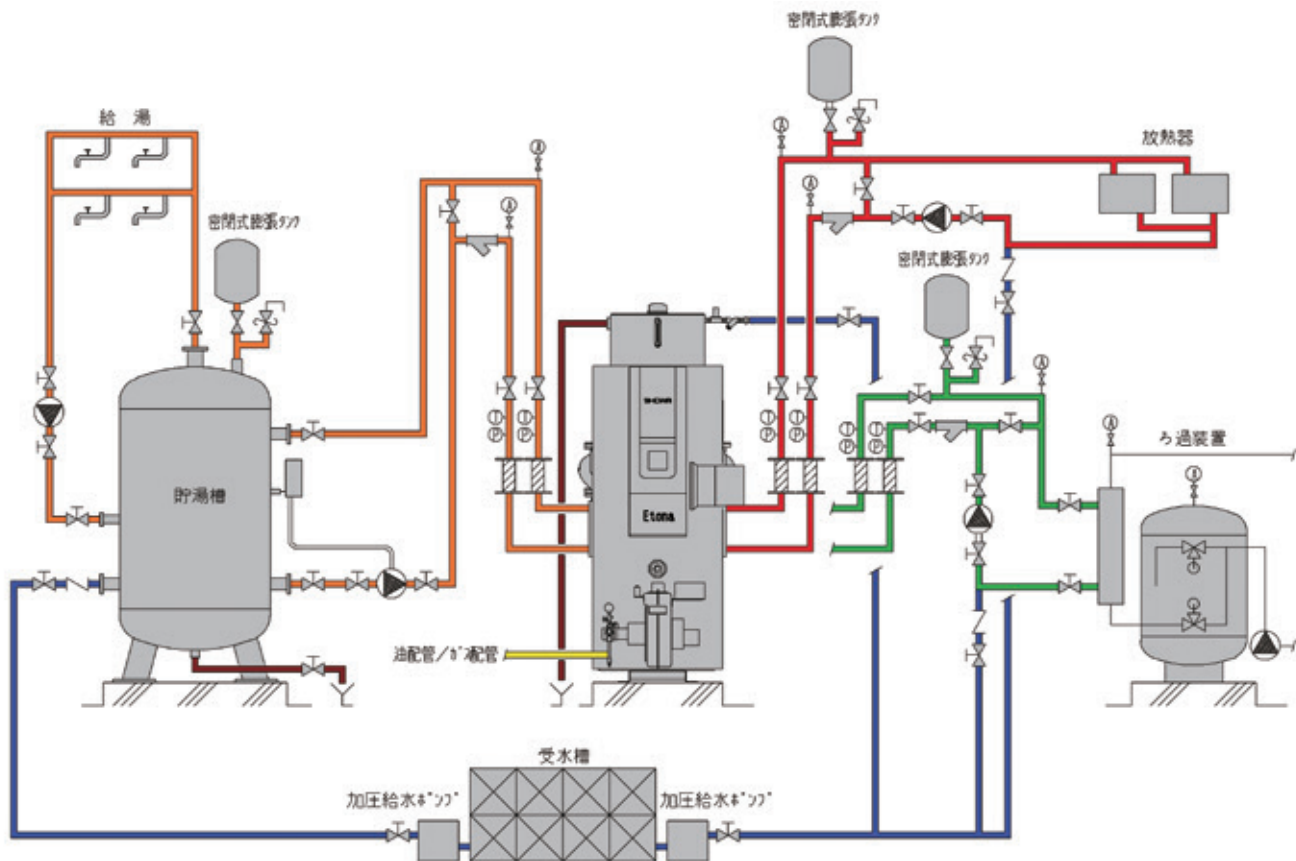 密閉式膨張ﾀﾝｸ
給　湯
放熱器
密閉式膨張ﾀﾝｸ
密閉式膨張ﾀﾝｸ
A
A
A
A
A
A
T
P
T
P
T
P
T
P
T
P
T
P
ろ過装置
貯湯槽
Etona
油配管／ｶﾞｽ配管
受水槽
加圧給水ﾎﾟﾝﾌﾟ
加圧給水ﾎﾟﾝﾌﾟ